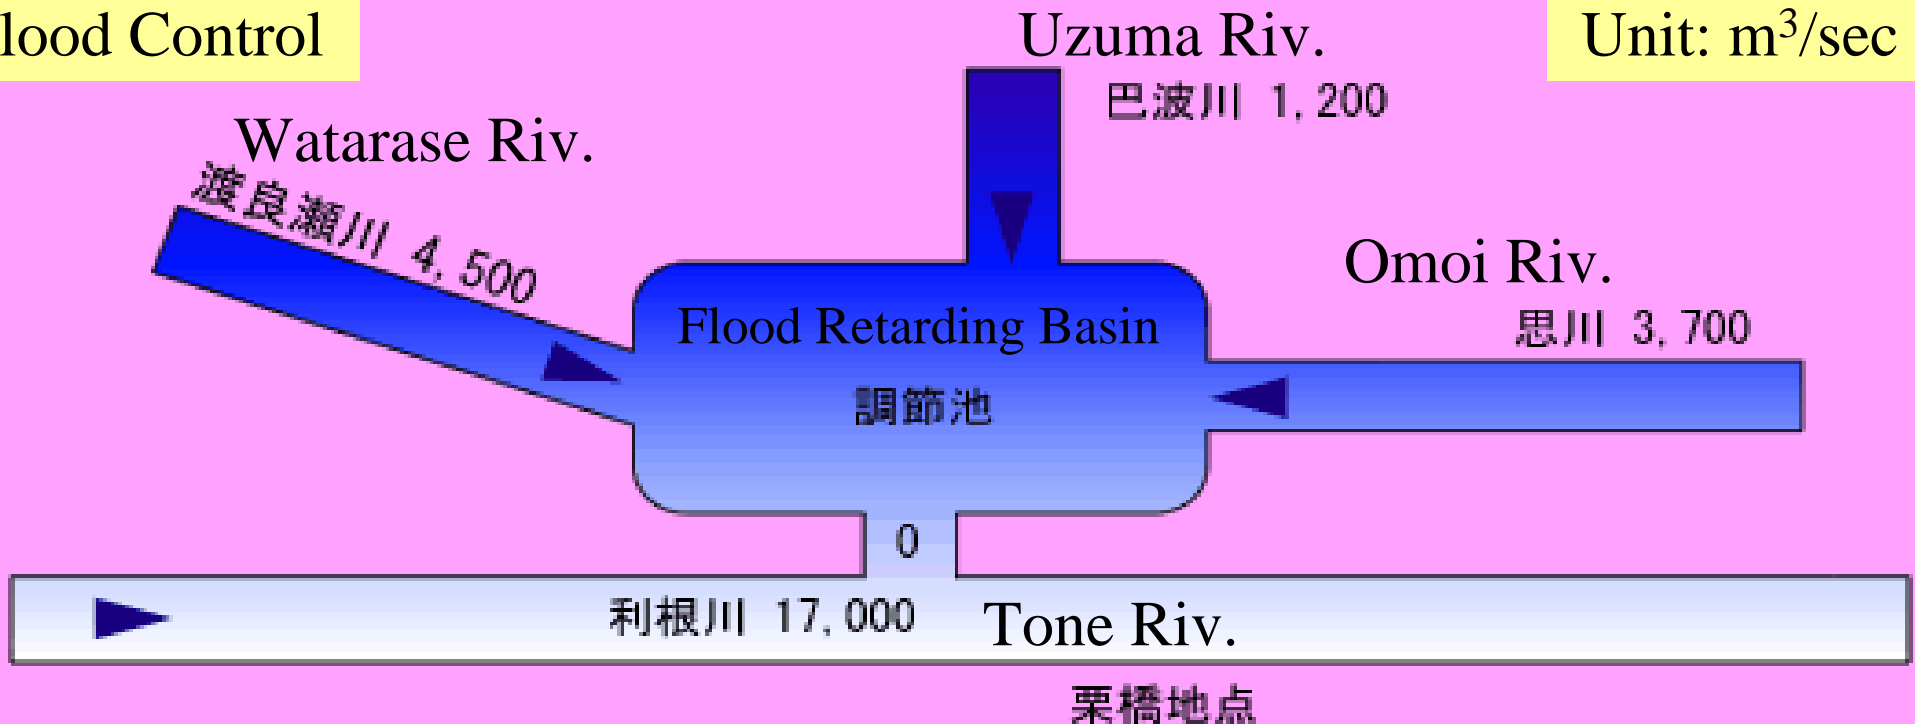 lood Control
Uzuma Riv.
Unit: m³/sec
巴波川 1,200
Watarase Riv.
渡良瀬川 4,500
Omoi Riv.
思川 3,700
Flood Retarding Basin
調節池
0
利根川 17,000 Tone Riv.
栗橋地点